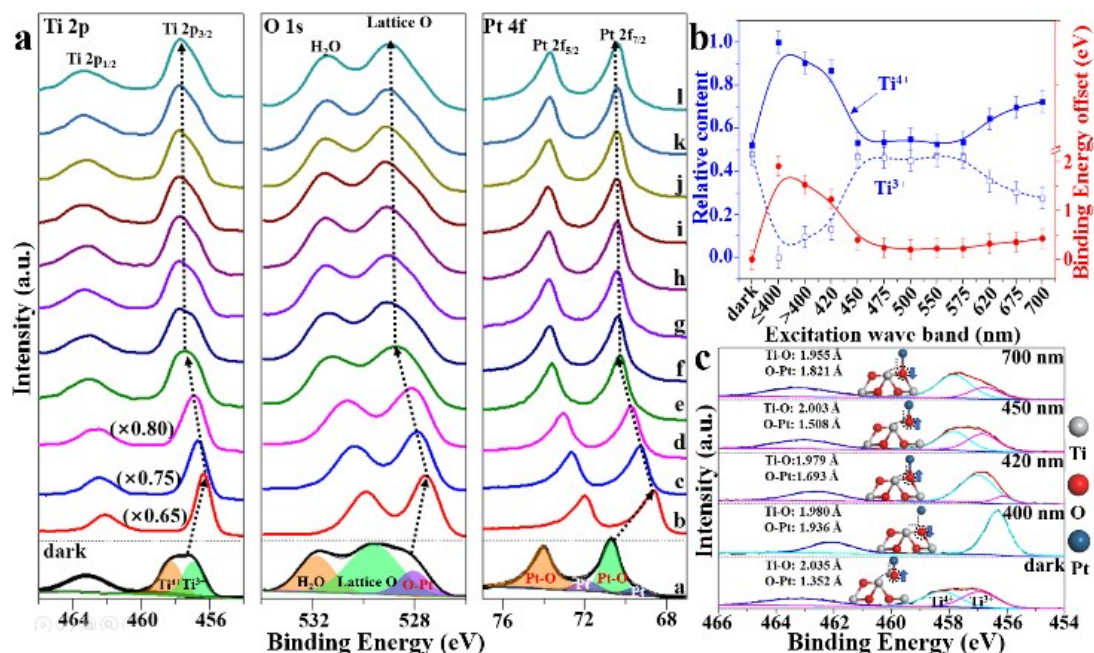 a
Ti 2p
Ti 2p3/2
Ti 2p1/2
(×0.80)
(×0.75)
(×0.65)
dark
Ti4+
Ti3+
464
460
456
O 1s
Lattice O
H2O
H2O
Lattice O
O-Pt
532
528
Pt 4f
Pt 2f5/2
Pt 2f7/2
l
k
j
i
h
g
f
e
d
c
b
a
Pt-O
Pt-O
76
72
68
Intensity (a.u.)
Binding Energy (eV)
Binding Energy (eV)
b
1.0
0.8
0.6
0.4
0.2
0.0
Relative content
Ti4+
Ti3+
2
1
0
Binding Energy offset (eV)
dark
≤400
>400
420
450
475
500
550
575
620
675
700
Excitation wave band (nm)
c
Ti-O: 1.955 Å
O-Pt: 1.821 Å
700 nm
Ti-O: 2.003 Å
O-Pt: 1.508 Å
450 nm
Ti-O:1.979 Å
O-Pt:1.693 Å
420 nm
Ti-O: 1.980 Å
O-Pt: 1.936 Å
400 nm
Ti-O: 2.035 Å
O-Pt: 1.352 Å
dark
Ti4+
Ti3+
Ti
O
Pt
Intensity (a.u.)
466
464
462
460
458
456
454
Binding Energy (eV)